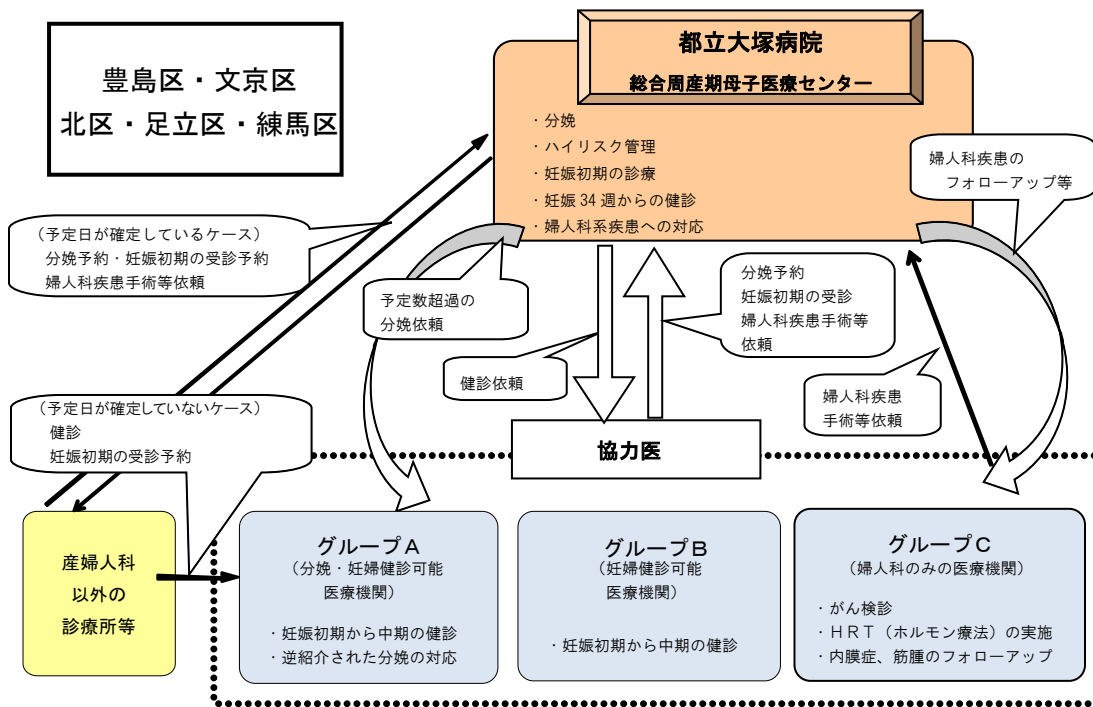 豊島区・文京区
北区・足立区・練馬区
都立大塚病院
総合周産期母子医療センター
・分娩
・ハイリスク管理
・妊娠初期の診療
・妊娠 34 週からの健診
・婦人科系疾患への対応
婦人科疾患の
フォローアップ等
（予定日が確定しているケース）
分娩予約・妊娠初期の受診予約
婦人科疾患手術等依頼
予定数超過の
分娩依頼
分娩予約
妊娠初期の受診
婦人科疾患手術等
依頼
健診依頼
婦人科疾患
手術等依頼
（予定日が確定していないケース）
健診
妊娠初期の受診予約
協力医
産婦人科
以外の
診療所等
グループＡ
（分娩・妊婦健診可能
医療機関）
・妊娠初期から中期の健診
・逆紹介された分娩の対応
グループＢ
（妊婦健診可能
医療機関）
・妊娠初期から中期の健診
グループＣ
（婦人科のみの医療機関）
・がん検診
・ＨＲＴ（ホルモン療法）の実施
・内膜症、筋腫のフォローアップ